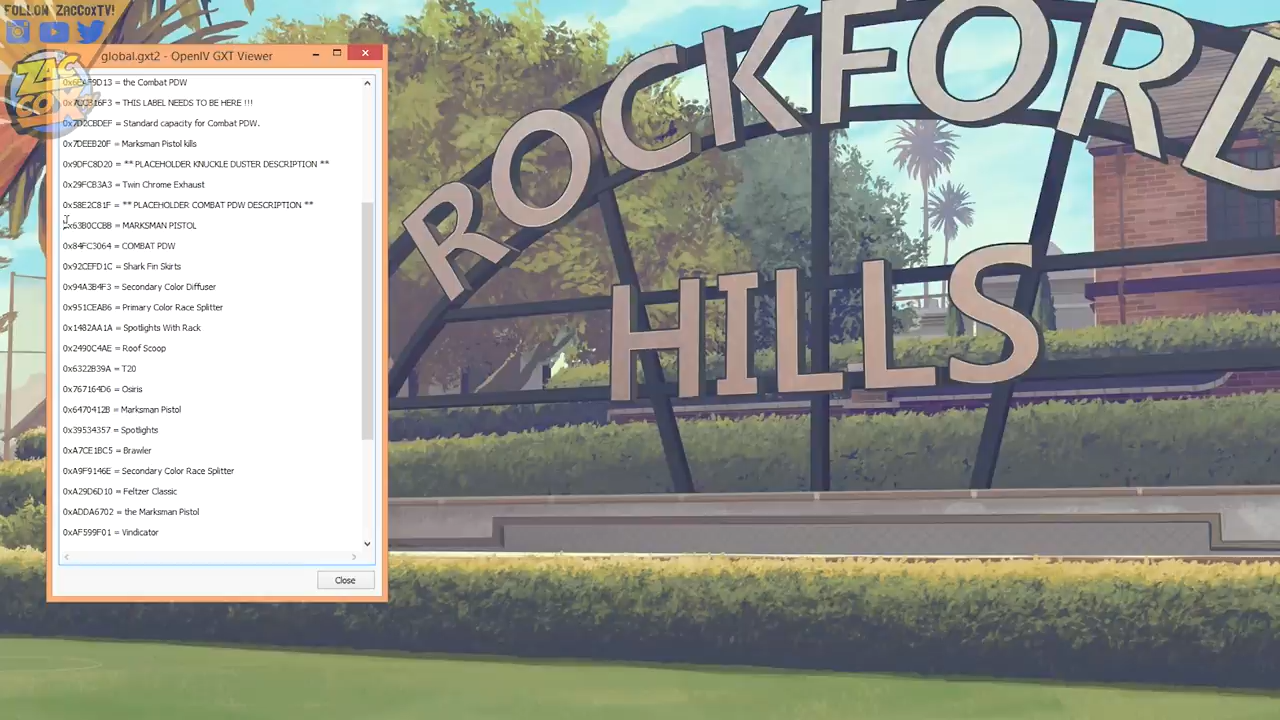 FOLLOW ZACCOXTV!
ZAC
COX
global.gxt2 - OpenIV GXT Viewer
= the Combat PDW
= THIS LABEL NEEDS TO BE HERE !!!
0x7D2CBDEF = Standard capacity for Combat PDW.
0x7DEEB20F = Marksman Pistol kills
0x9DFC8D20 = ** PLACEHOLDER KNUCKLE DUSTER DESCRIPTION **
0x29FCB3A3 = Twin Chrome Exhaust
0x58E2C81F = ** PLACEHOLDER COMBAT PDW DESCRIPTION **
0x63B0CCBB = MARKSMAN PISTOL
0x84FC3064 = COMBAT PDW
0x92CEFD1C = Shark Fin Skirts
0x94A3B4F3 = Secondary Color Diffuser
0x951CEAB6 = Primary Color Race Splitter
0x1482AA1A = Spotlights With Rack
0x2490C4AE = Roof Scoop
0x6322B39A = T20
0x767164D6 = Osiris
0x6470412B = Marksman Pistol
0x39534357 = Spotlights
0xA7CE1BC5 = Brawler
0xA9F9146E = Secondary Color Race Splitter
0xA29D6D10 = Feltzer Classic
0xADDA6702 = the Marksman Pistol
0xAF599F01 = Vindicator
Close
ROCKFORD
HILLS